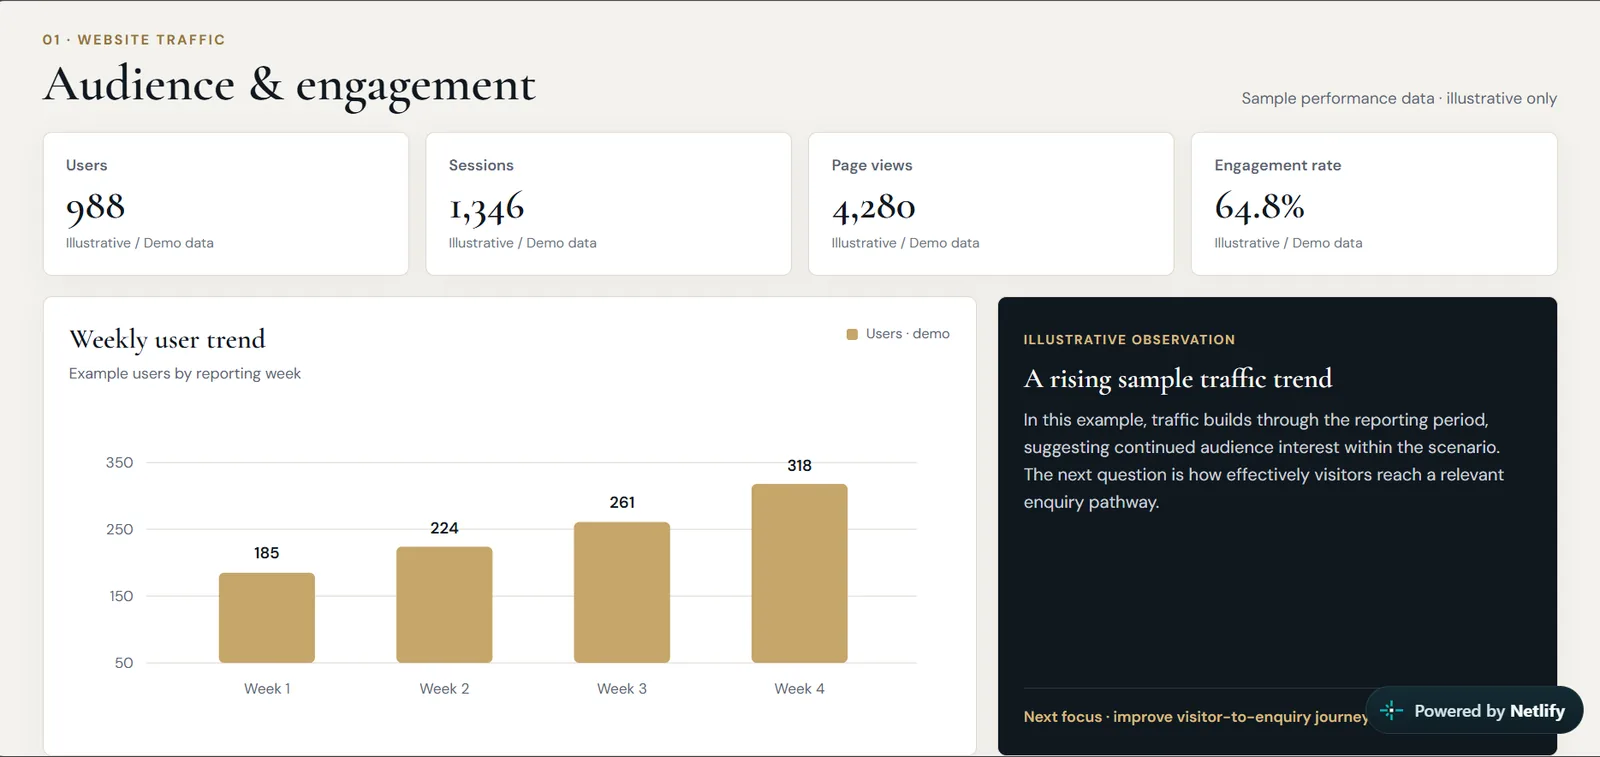 01 · WEBSITE TRAFFIC
Audience & engagement
Sample performance data · illustrative only
Users
988
Illustrative / Demo data
Sessions
1,346
Illustrative / Demo data
Page views
4,280
Illustrative / Demo data
Engagement rate
64.8%
Illustrative / Demo data
Weekly user trend
Users · demo
Example users by reporting week
350
250
150
50
185
224
261
318
Week 1
Week 2
Week 3
Week 4
ILLUSTRATIVE OBSERVATION
A rising sample traffic trend
In this example, traffic builds through the reporting period,
suggesting continued audience interest within the scenario.
The next question is how effectively visitors reach a relevant
enquiry pathway.
Next focus · improve visitor-to-enquiry journey
Powered by Netlify